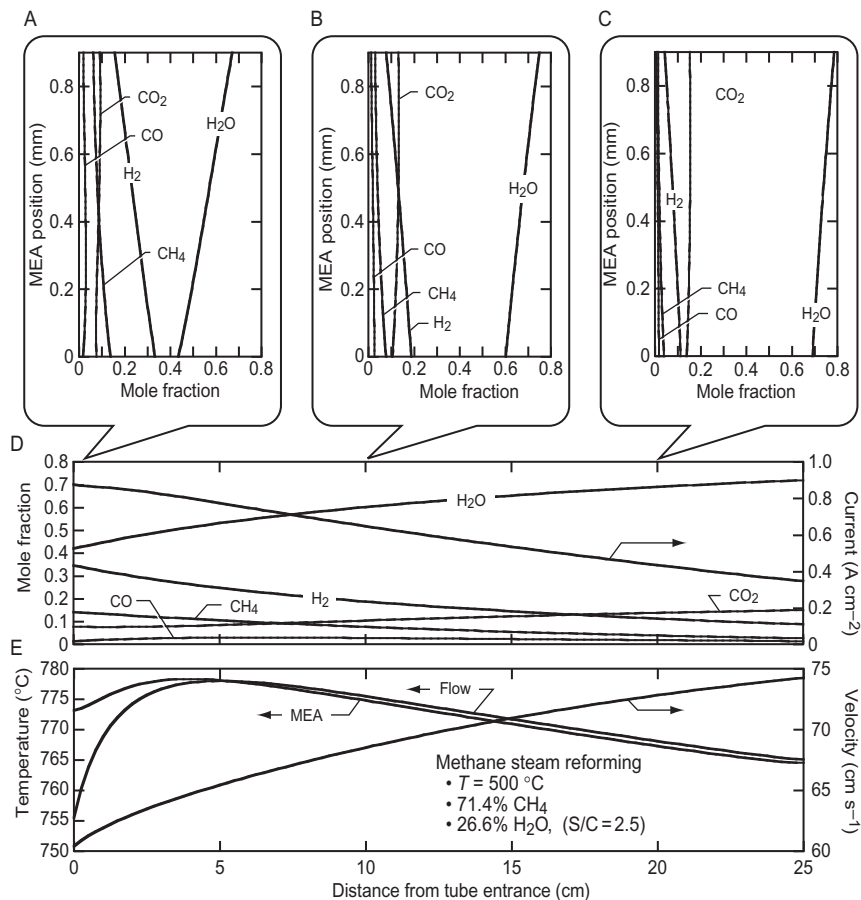 A
B
C
MEA position (mm)
0.8
0.6
0.4
0.2
0
CO2
CO
H2O
H2
CH4
0 0.2 0.4 0.6 0.8
Mole fraction
MEA position (mm)
0.8
0.6
0.4
0.2
0
CO2
H2O
CO
CH4
H2
0 0.2 0.4 0.6 0.8
Mole fraction
MEA position (mm)
0.8
0.6
0.4
0.2
0
CO2
H2
CH4
CO
H2O
0 0.2 0.4 0.6 0.8
Mole fraction
D
Mole fraction
0.8
0.7
0.6
0.5
0.4
0.3
0.2
0.1
0
H2O
H2
CO
CH4
CO2
1.0
0.8
0.6
0.4
0.2
0
Current (A cm–2)
E
Temperature (°C)
780
775
770
765
760
755
750
Flow
MEA
Methane steam reforming
• T = 500 °C
• 71.4% CH4
• 26.6% H2O, (S/C = 2.5)
75
70
65
60
Velocity (cm s–1)
0 5 10 15 20 25
Distance from tube entrance (cm)